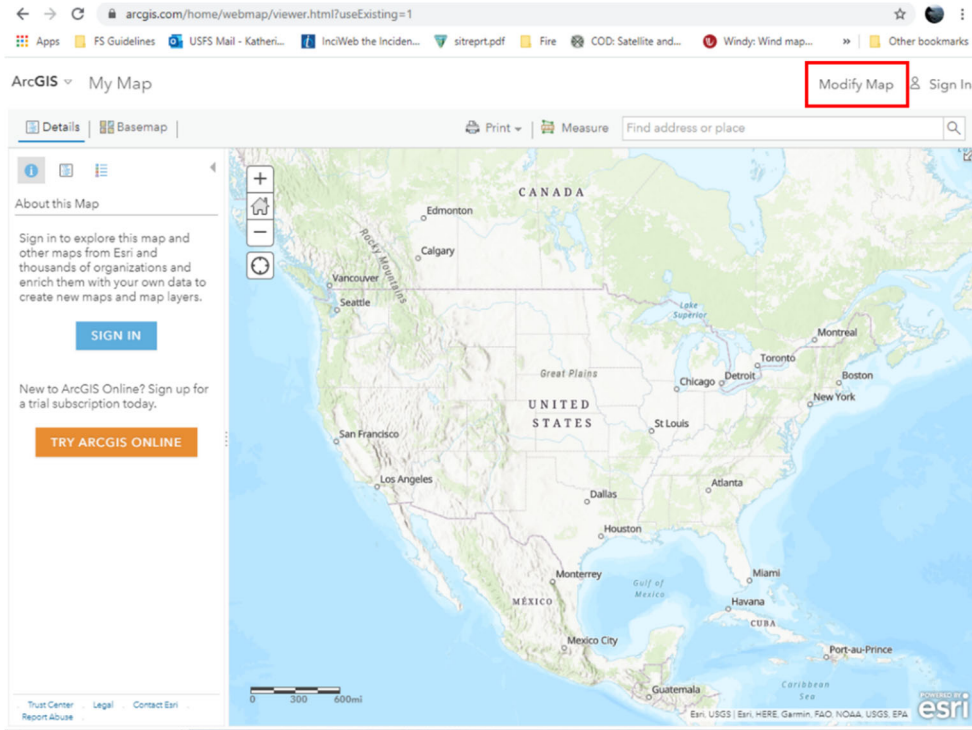 arcgis.com/home/webmap/viewer.html?useExisting=1
Apps FS Guidelines USFS Mail - Katheri... InciWeb the Inciden... sitreprt.pdf Fire COD: Satellite and... Windy: Wind map... » Other bookmarks
ArcGIS My Map Modify Map Sign In
Details Basemap Print Measure Find address or place
About this Map
Sign in to explore this map and
other maps from Esri and
thousands of organizations and
enrich them with your own data to
create new maps and map layers.
SIGN IN
New to ArcGIS Online? Sign up for
a trial subscription today.
TRY ARCGIS ONLINE
Trust Center Legal Contact Esri
Report Abuse
CANADA
Edmonton
Rocky Mountains
Calgary
Vancouver
Seattle
Lake
Superior
Montreal
Toronto
Great Plains
Chicago
Detroit
Boston
New York
UNITED
STATES
St Louis
San Francisco
Los Angeles
Atlanta
Dallas
Houston
Monterrey
Gulf of
Mexico
Miami
MÉXICO
Havana
CUBA
Mexico City
Port-au-Prince
Guatemala
Caribbean
Sea
0 300 600mi
Esri, USGS | Esri, HERE, Garmin, FAO, NOAA, USGS, EPA
POWERED BY
esri